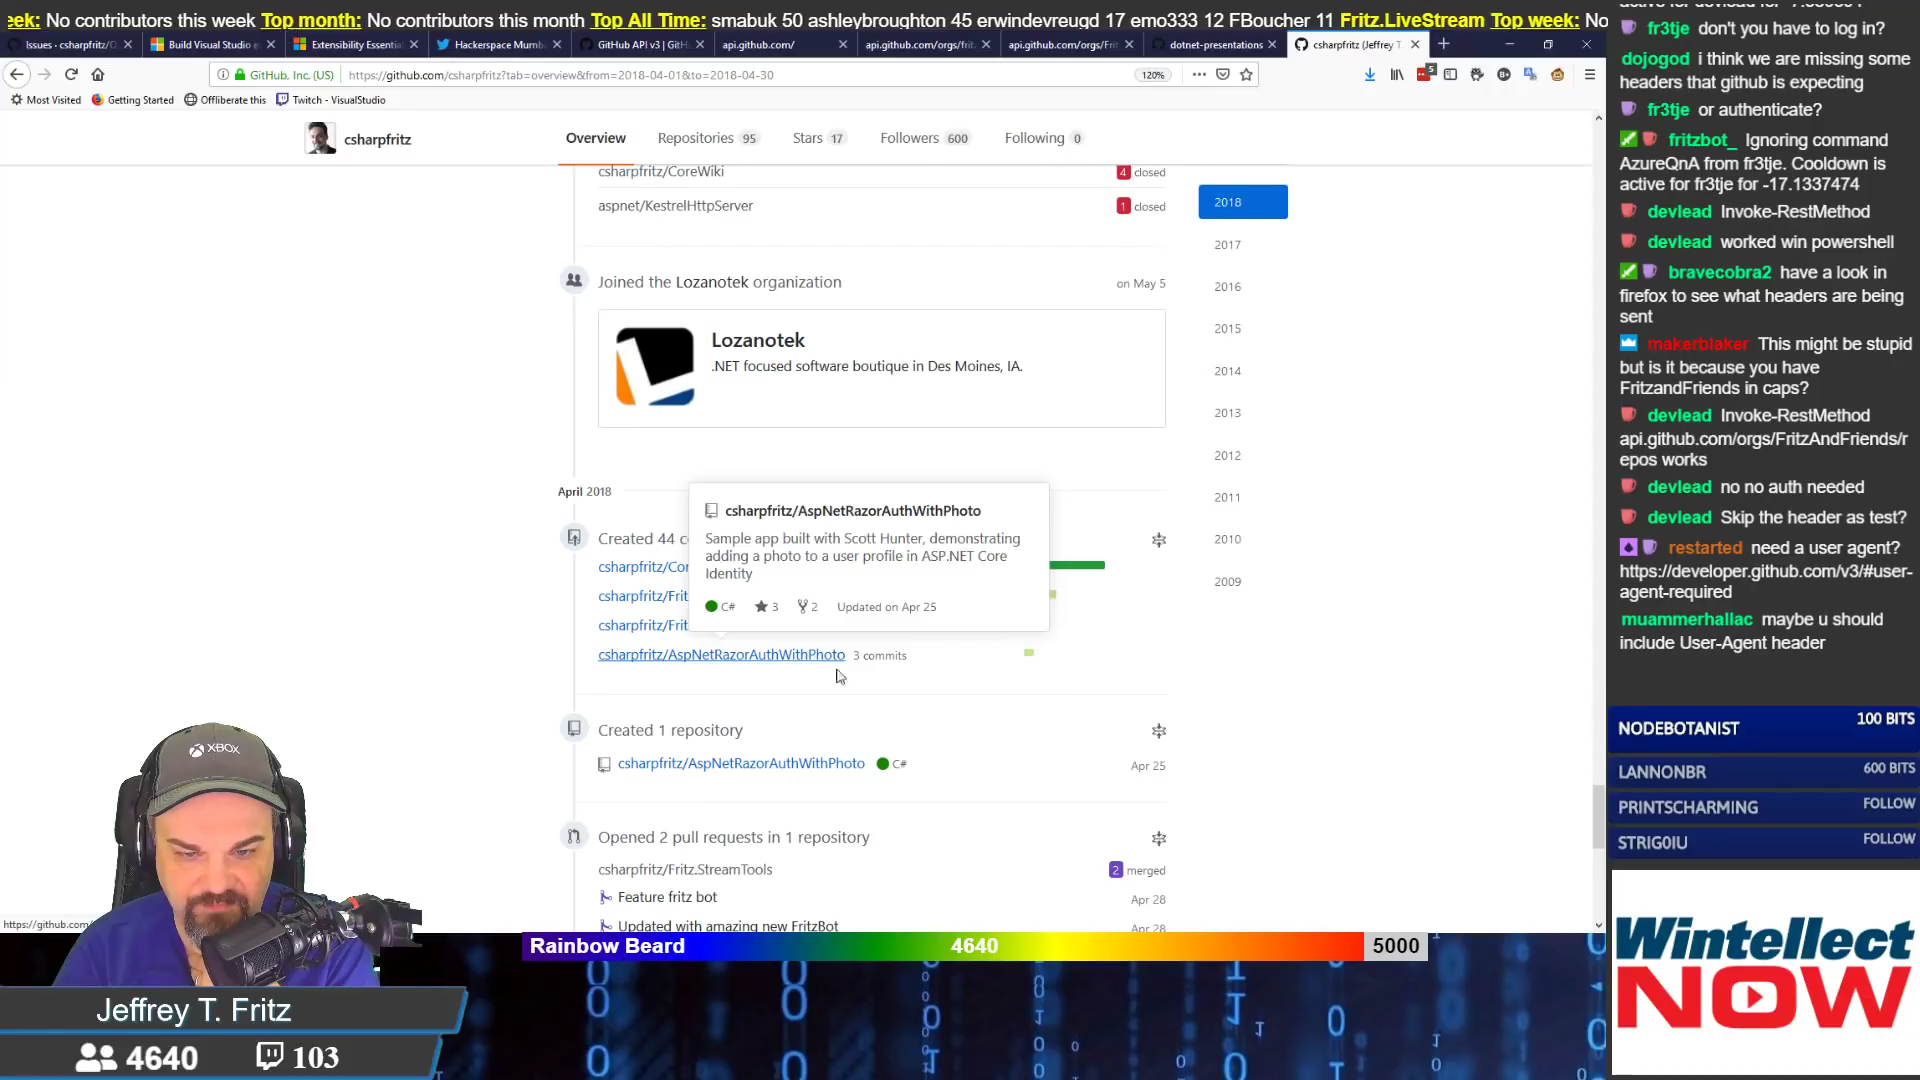 eek: No contributors this week Top month: No contributors this month Top All Time: smabuk 50 ashleybroughton 45 erwindevreugd 17 emo333 12 FBoucher 11 Fritz.LiveStream Top week: No
Issues · csharpfritz/
Build Visual Studio e
Extensibility Essentia
Hackerspace Mumb
GitHub API v3 | GitH
api.github.com/
api.github.com/orgs/frit
api.github.com/orgs/Frit
dotnet-presentations
csharpfritz (Jeffrey T.
GitHub, Inc. (US)
https://github.com/csharpfritz?tab=overview&from=2018-04-01&to=2018-04-30
120%
Most Visited
Getting Started
Offliberate this
Twitch - VisualStudio
csharpfritz
Overview
Repositories 95
Stars 17
Followers 600
Following 0
csharpfritz/CoreWiki
4 closed
aspnet/KestrelHttpServer
1 closed
Joined the Lozanotek organization
on May 5
Lozanotek
.NET focused software boutique in Des Moines, IA.
April 2018
Created 44 c
csharpfritz/Co
csharpfritz/Frit
csharpfritz/Frit
csharpfritz/AspNetRazorAuthWithPhoto
Sample app built with Scott Hunter, demonstrating
adding a photo to a user profile in ASP.NET Core
Identity
C# 3 2 Updated on Apr 25
csharpfritz/AspNetRazorAuthWithPhoto 3 commits
Created 1 repository
csharpfritz/AspNetRazorAuthWithPhoto C#
Apr 25
Opened 2 pull requests in 1 repository
csharpfritz/Fritz.StreamTools
2 merged
Feature fritz bot
Apr 28
Updated with amazing new FritzBot
Apr 28
2018
2017
2016
2015
2014
2013
2012
2011
2010
2009
https://github.com/
fr3tje don't you have to log in?
dojogod i think we are missing some
headers that github is expecting
fr3tje or authenticate?
fritzbot_ Ignoring command
AzureQnA from fr3tje. Cooldown is
active for fr3tje for -17.1337474
devlead Invoke-RestMethod
devlead worked win powershell
bravecobra2 have a look in
firefox to see what headers are being
sent
makerblaker This might be stupid
but is it because you have
FritzandFriends in caps?
devlead Invoke-RestMethod
api.github.com/orgs/FritzAndFriends/r
epos works
devlead no no auth needed
devlead Skip the header as test?
restarted need a user agent?
https://developer.github.com/v3/#user-
agent-required
muammerhallac maybe u should
include User-Agent header
NODEBOTANIST 100 BITS
LANNONBR 600 BITS
PRINTSCHARMING FOLLOW
STRIG0IU FOLLOW
Wintellect
NOW
XBOX
Rainbow Beard 4640 5000
Jeffrey T. Fritz
4640 103